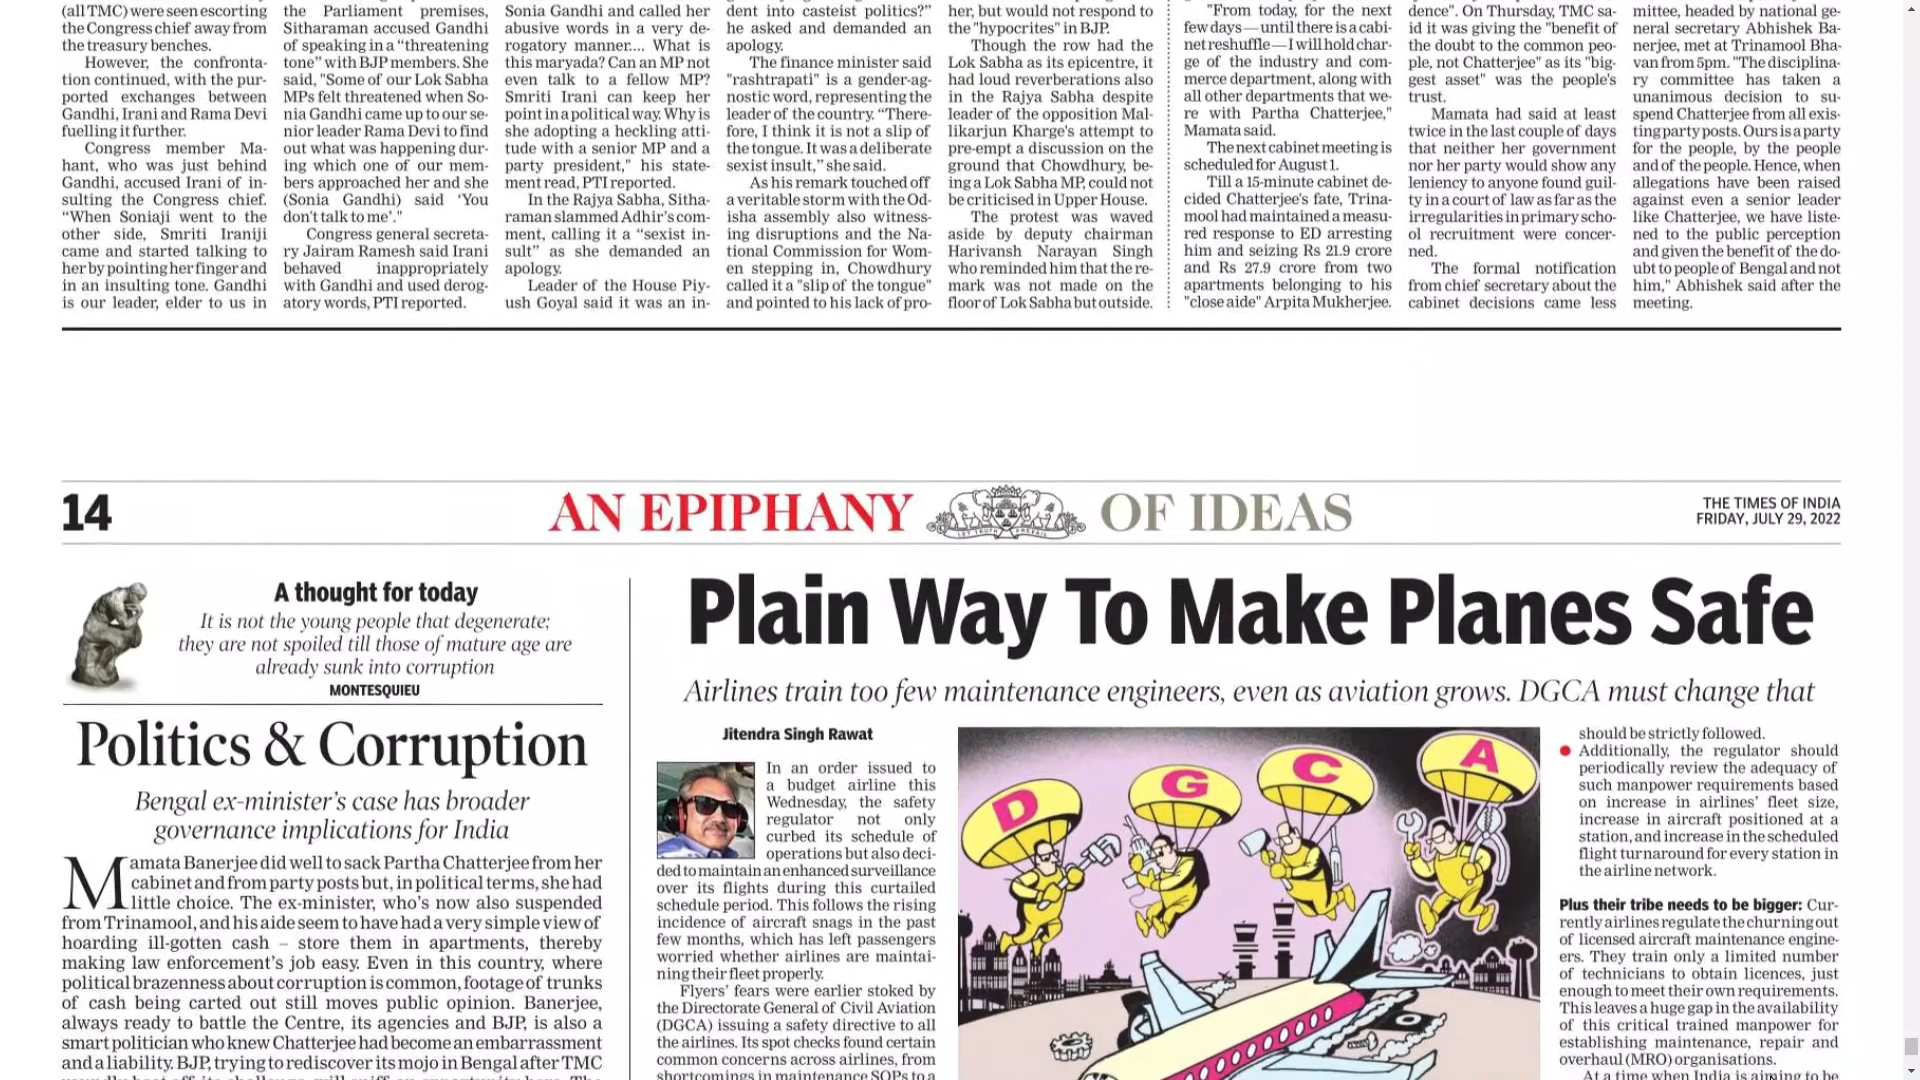 (all TMC) were seen escorting
the Congress chief away from
the treasury benches.
However, the confronta-
tion continued, with the pur-
ported exchanges between
Gandhi, Irani and Rama Devi
fuelling it further.
Congress member Ma-
hant, who was just behind
Gandhi, accused Irani of in-
sulting the Congress chief.
“When Soniaji went to the
other side, Smriti Iraniji
came and started talking to
her by pointing her finger and
in an insulting tone. Gandhi
is our leader, elder to us in
the Parliament premises,
Sitharaman accused Gandhi
of speaking in a “threatening
tone” with BJP members. She
said, "Some of our Lok Sabha
MPs felt threatened when So-
nia Gandhi came up to our se-
nior leader Rama Devi to find
out what was happening dur-
ing which one of our mem-
bers approached her and she
(Sonia Gandhi) said ‘You
don't talk to me'."
Congress general secreta-
ry Jairam Ramesh said Irani
behaved inappropriately
with Gandhi and used derog-
atory words, PTI reported.
Sonia Gandhi and called her
abusive words in a very de-
rogatory manner.... What is
this maryada? Can an MP not
even talk to a fellow MP?
Smriti Irani can keep her
point in a political way. Why is
she adopting a heckling atti-
tude with a senior MP and a
party president," his state-
ment read, PTI reported.
In the Rajya Sabha, Sitha-
raman slammed Adhir's com-
ment, calling it a “sexist in-
sult” as she demanded an
apology.
Leader of the House Piy-
ush Goyal said it was an in-
dent into casteist politics?”
he asked and demanded an
apology.
The finance minister said
"rashtrapati" is a gender-ag-
nostic word, representing the
leader of the country. “There-
fore, I think it is not a slip of
the tongue. It was a deliberate
sexist insult,” she said.
As his remark touched off
a veritable storm with the Od-
isha assembly also witness-
ing disruptions and the Na-
tional Commission for Wom-
en stepping in, Chowdhury
called it a "slip of the tongue"
and pointed to his lack of pro-
her, but would not respond to
the "hypocrites" in BJP.
Though the row had the
Lok Sabha as its epicentre, it
had loud reverberations also
in the Rajya Sabha despite
leader of the opposition Mal-
likarjun Kharge's attempt to
pre-empt a discussion on the
ground that Chowdhury, be-
ing a Lok Sabha MP, could not
be criticised in Upper House.
The protest was waved
aside by deputy chairman
Harivansh Narayan Singh
who reminded him that the re-
mark was not made on the
floor of Lok Sabha but outside.
"From today, for the next
few days — until there is a cabi-
net reshuffle — I will hold char-
ge of the industry and com-
merce department, along with
all other departments that we-
re with Partha Chatterjee,"
Mamata said.
The next cabinet meeting is
scheduled for August 1.
Till a 15-minute cabinet de-
cided Chatterjee's fate, Trina-
mool had maintained a measu-
red response to ED arresting
him and seizing Rs 21.9 crore
and Rs 27.9 crore from two
apartments belonging to his
"close aide" Arpita Mukherjee.
dence". On Thursday, TMC sa-
id it was giving the "benefit of
the doubt to the common peo-
ple, not Chatterjee" as its "big-
gest asset" was the people's
trust.
Mamata had said at least
twice in the last couple of days
that neither her government
nor her party would show any
leniency to anyone found guil-
ty in a court of law as far as the
irregularities in primary scho-
ol recruitment were concer-
ned.
The formal notification
from chief secretary about the
cabinet decisions came less
mittee, headed by national ge-
neral secretary Abhishek Ba-
nerjee, met at Trinamool Bha-
van from 5pm. "The disciplina-
ry committee has taken a
unanimous decision to su-
spend Chatterjee from all exis-
ting party posts. Ours is a party
for the people, by the people
and of the people. Hence, when
allegations have been raised
against even a senior leader
like Chatterjee, we have liste-
ned to the public perception
and given the benefit of the do-
ubt to people of Bengal and not
him," Abhishek said after the
meeting.
14
AN EPIPHANY OF IDEAS
LET TRUTH PREVAIL
THE TIMES OF INDIA
FRIDAY, JULY 29, 2022
A thought for today
It is not the young people that degenerate;
they are not spoiled till those of mature age are
already sunk into corruption
MONTESQUIEU
Politics & Corruption
Bengal ex-minister’s case has broader
governance implications for India
Mamata Banerjee did well to sack Partha Chatterjee from her
cabinet and from party posts but, in political terms, she had
little choice. The ex-minister, who’s now also suspended
from Trinamool, and his aide seem to have had a very simple view of
hoarding ill-gotten cash – store them in apartments, thereby
making law enforcement’s job easy. Even in this country, where
political brazenness about corruption is common, footage of trunks
of cash being carted out still moves public opinion. Banerjee,
always ready to battle the Centre, its agencies and BJP, is also a
smart politician who knew Chatterjee had become an embarrassment
and a liability. BJP, trying to rediscover its mojo in Bengal after TMC
Plain Way To Make Planes Safe
Airlines train too few maintenance engineers, even as aviation grows. DGCA must change that
Jitendra Singh Rawat
In an order issued to
a budget airline this
Wednesday, the safety
regulator not only
curbed its schedule of
operations but also deci-
ded to maintain an enhanced surveillance
over its flights during this curtailed
schedule period. This follows the rising
incidence of aircraft snags in the past
few months, which has left passengers
worried whether airlines are maintai-
ning their fleet properly.
Flyers’ fears were earlier stoked by
the Directorate General of Civil Aviation
(DGCA) issuing a safety directive to all
the airlines. Its spot checks found certain
common concerns across airlines, from
shortcomings in maintenance SOPs to a
D G C A
should be strictly followed.
● Additionally, the regulator should
periodically review the adequacy of
such manpower requirements based
on increase in airlines’ fleet size,
increase in aircraft positioned at a
station, and increase in the scheduled
flight turnaround for every station in
the airline network.
Plus their tribe needs to be bigger: Cur-
rently airlines regulate the churning out
of licensed aircraft maintenance engine-
ers. They train only a limited number
of technicians to obtain licences, just
enough to meet their own requirements.
This leaves a huge gap in the availability
of this critical trained manpower for
establishing maintenance, repair and
overhaul (MRO) organisations.
At a time when India is aiming to be